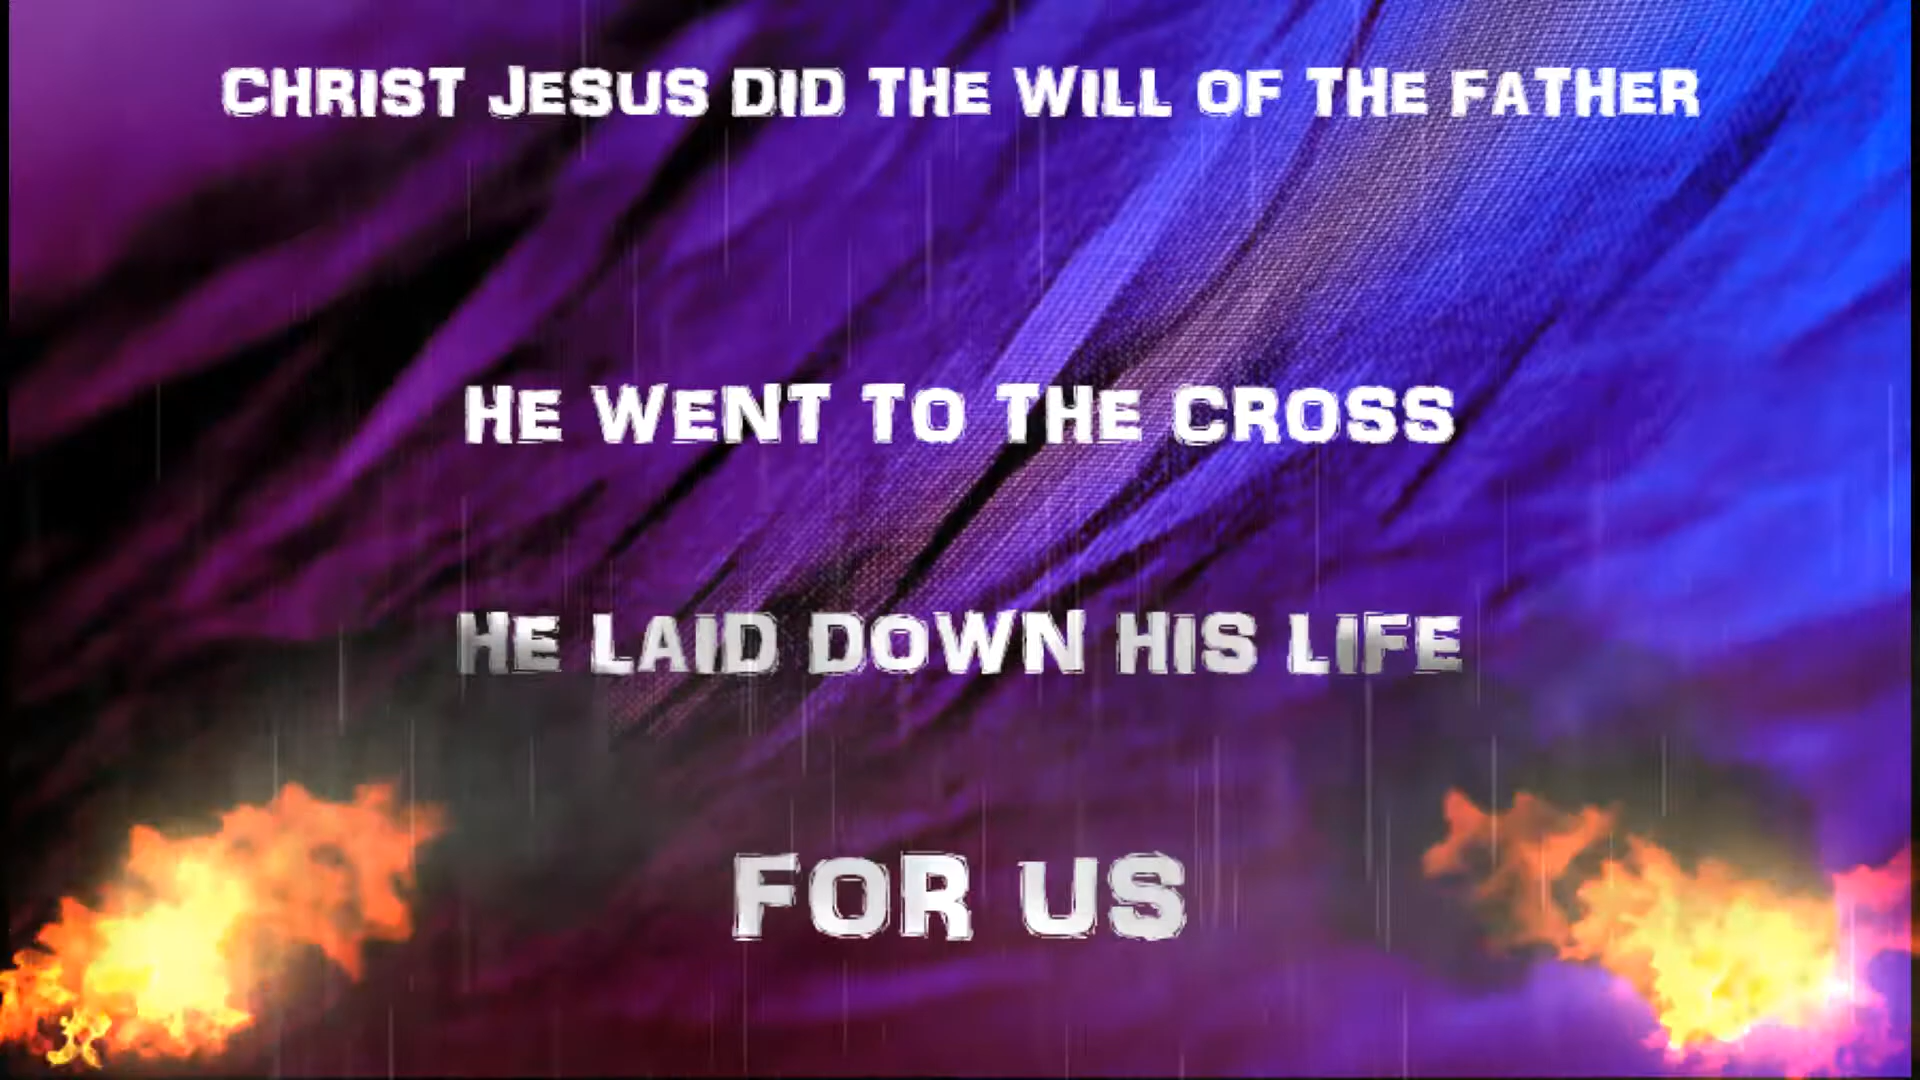 CHRIST JESUS DID THE WILL OF THE FATHER
HE WENT TO THE CROSS
HE LAID DOWN HIS LIFE
FOR US